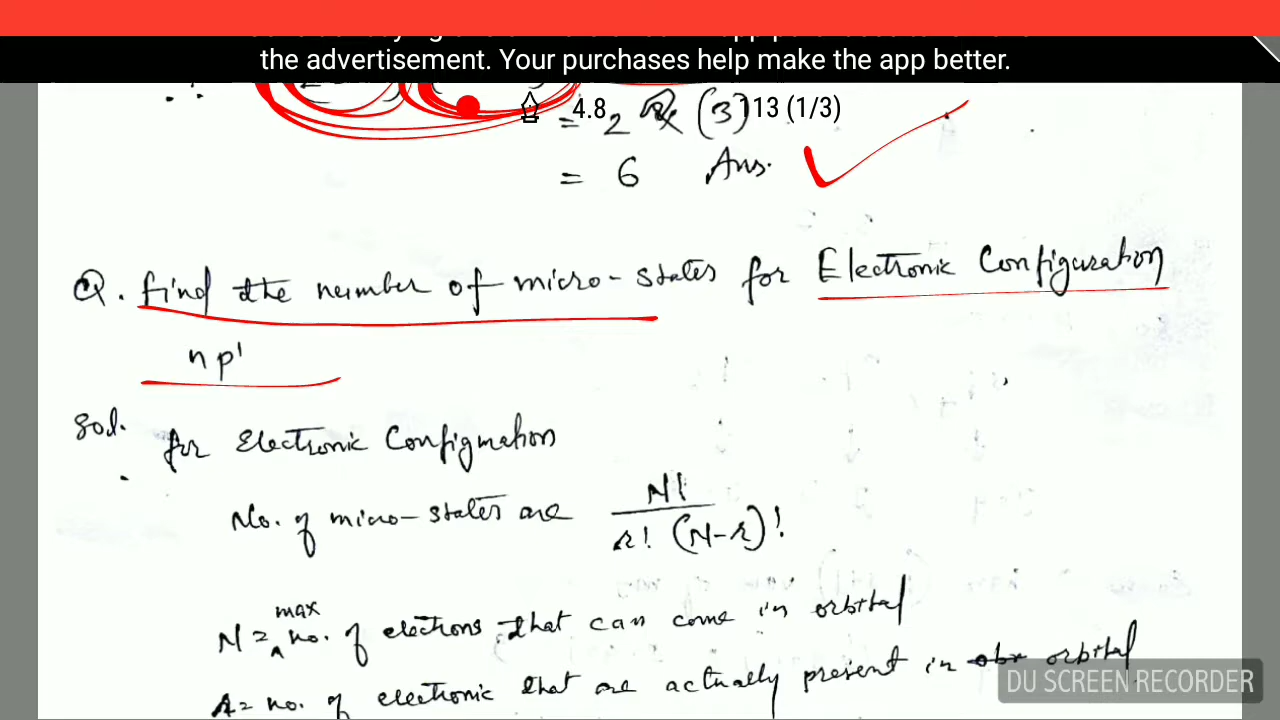 the advertisement. Your purchases help make the app better.
4.8
113 (1/3)
= 2 (3)
= 6 Ans.
Q. find the number of micro-states for Electronic Configuration
np¹
Sol. for Electronic Configuration
No. of micro-states are N! / r! (N-r)!
N = max no. of electrons that can come in orbital
r = no. of electronic that are actually present in orbital
DU SCREEN RECORDER